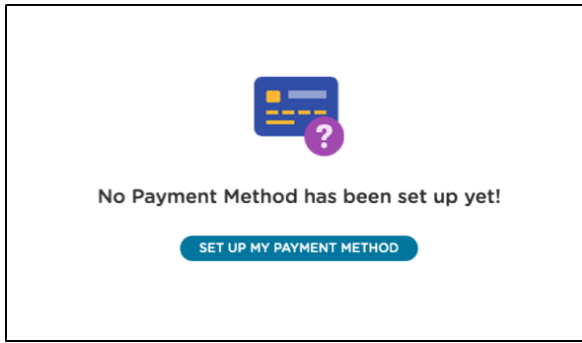 ?
No Payment Method has been set up yet!
SET UP MY PAYMENT METHOD